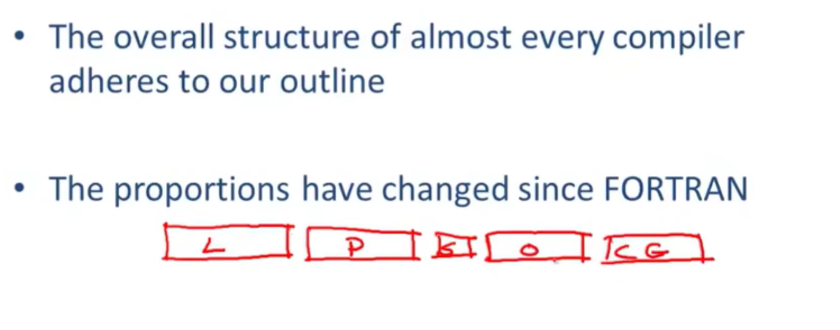 • The overall structure of almost every compiler
adheres to our outline
• The proportions have changed since FORTRAN
L P S O CG